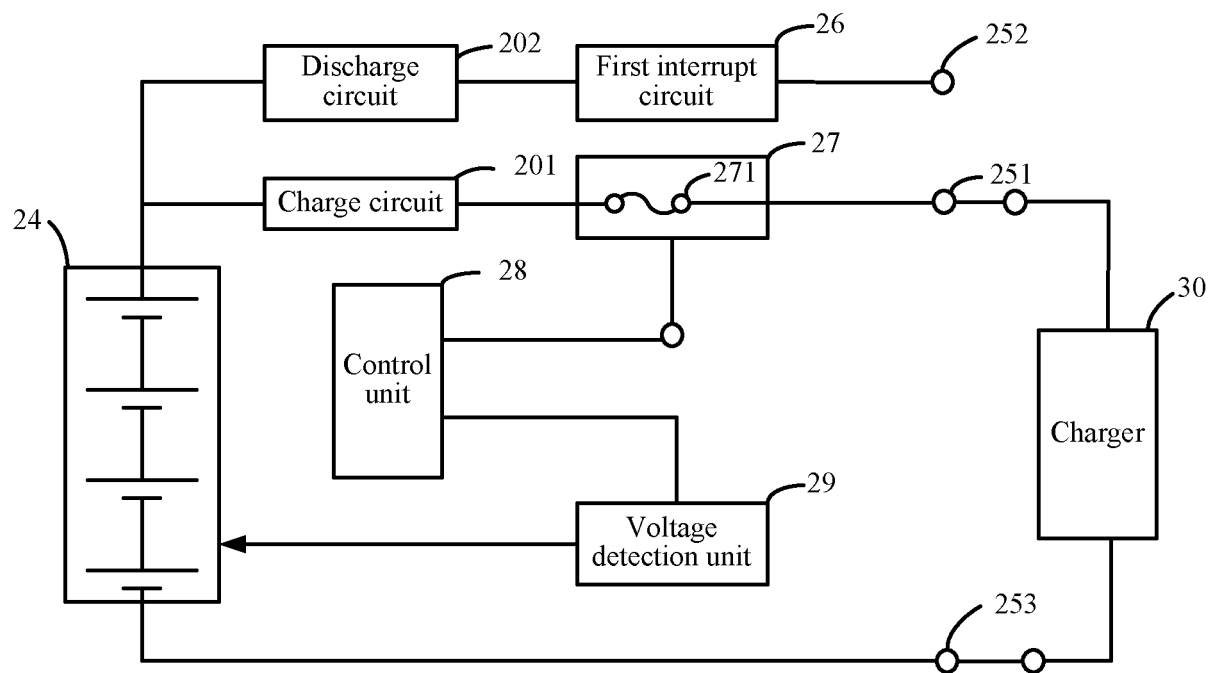 202
26
252
Discharge
circuit
First interrupt
circuit
201
27
271
251
Charge circuit
24
28
30
Control
unit
Charger
29
Voltage
detection unit
253